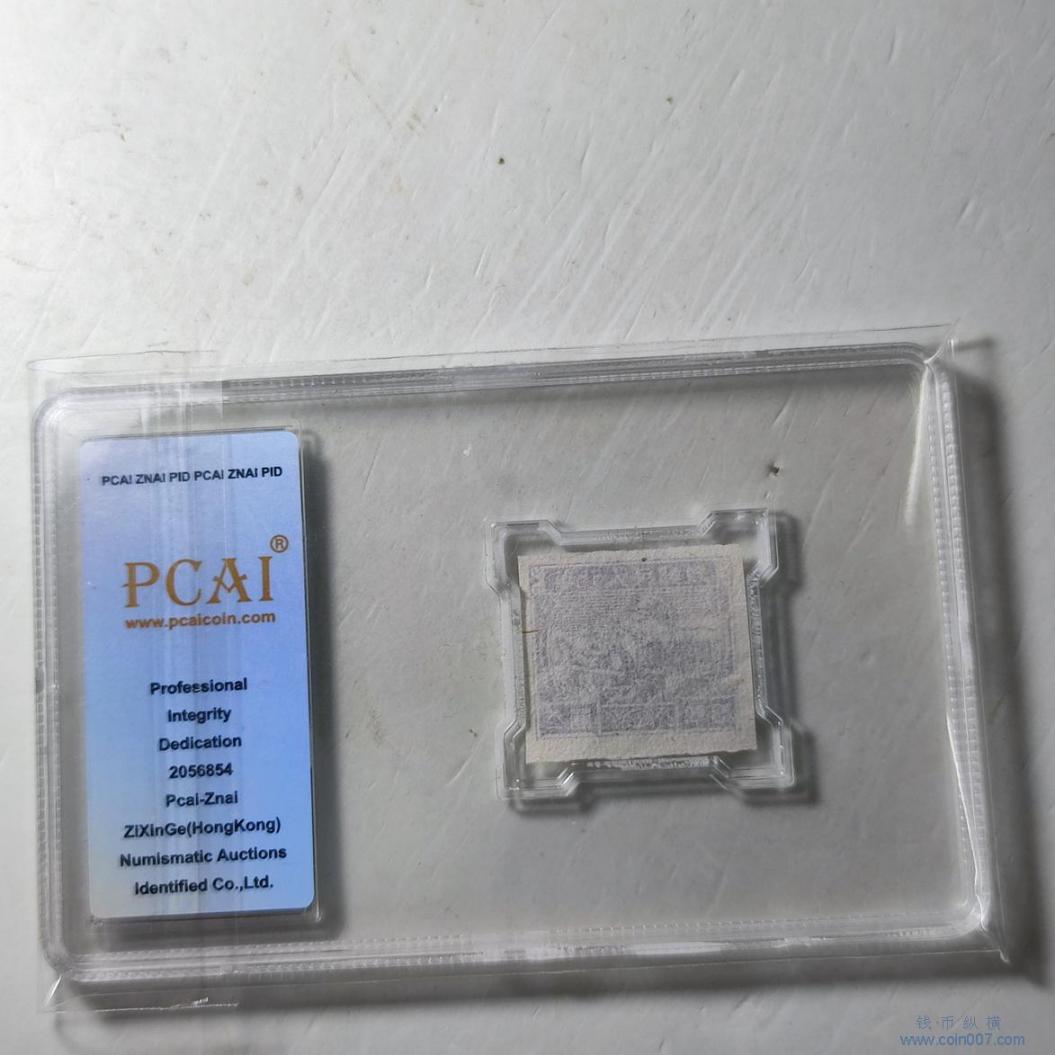 PCAI ZNAI PID PCAI ZNAI PID
PCAI®
www.pcaicoin.com
Professional
Integrity
Dedication
2056854
Pcai-Znai
ZiXinGe(HongKong)
Numismatic Auctions
Identified Co.,Ltd.
钱币纵横
www.coin007.com